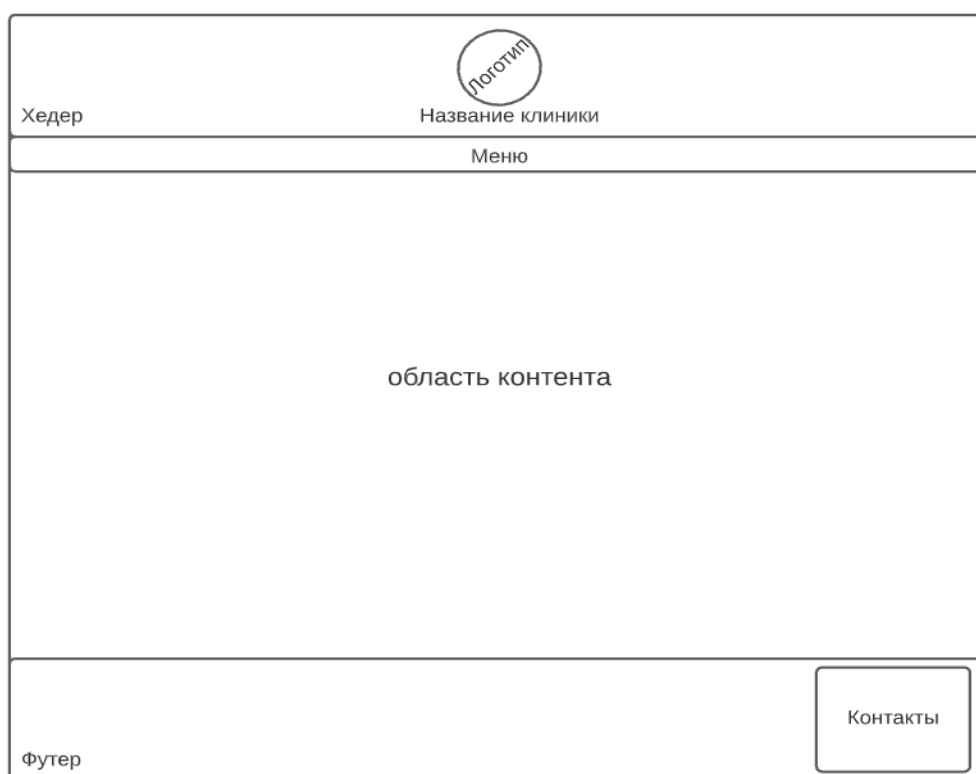 Логотип
Хедер
Название клиники
Меню
область контента
Контакты
Футер